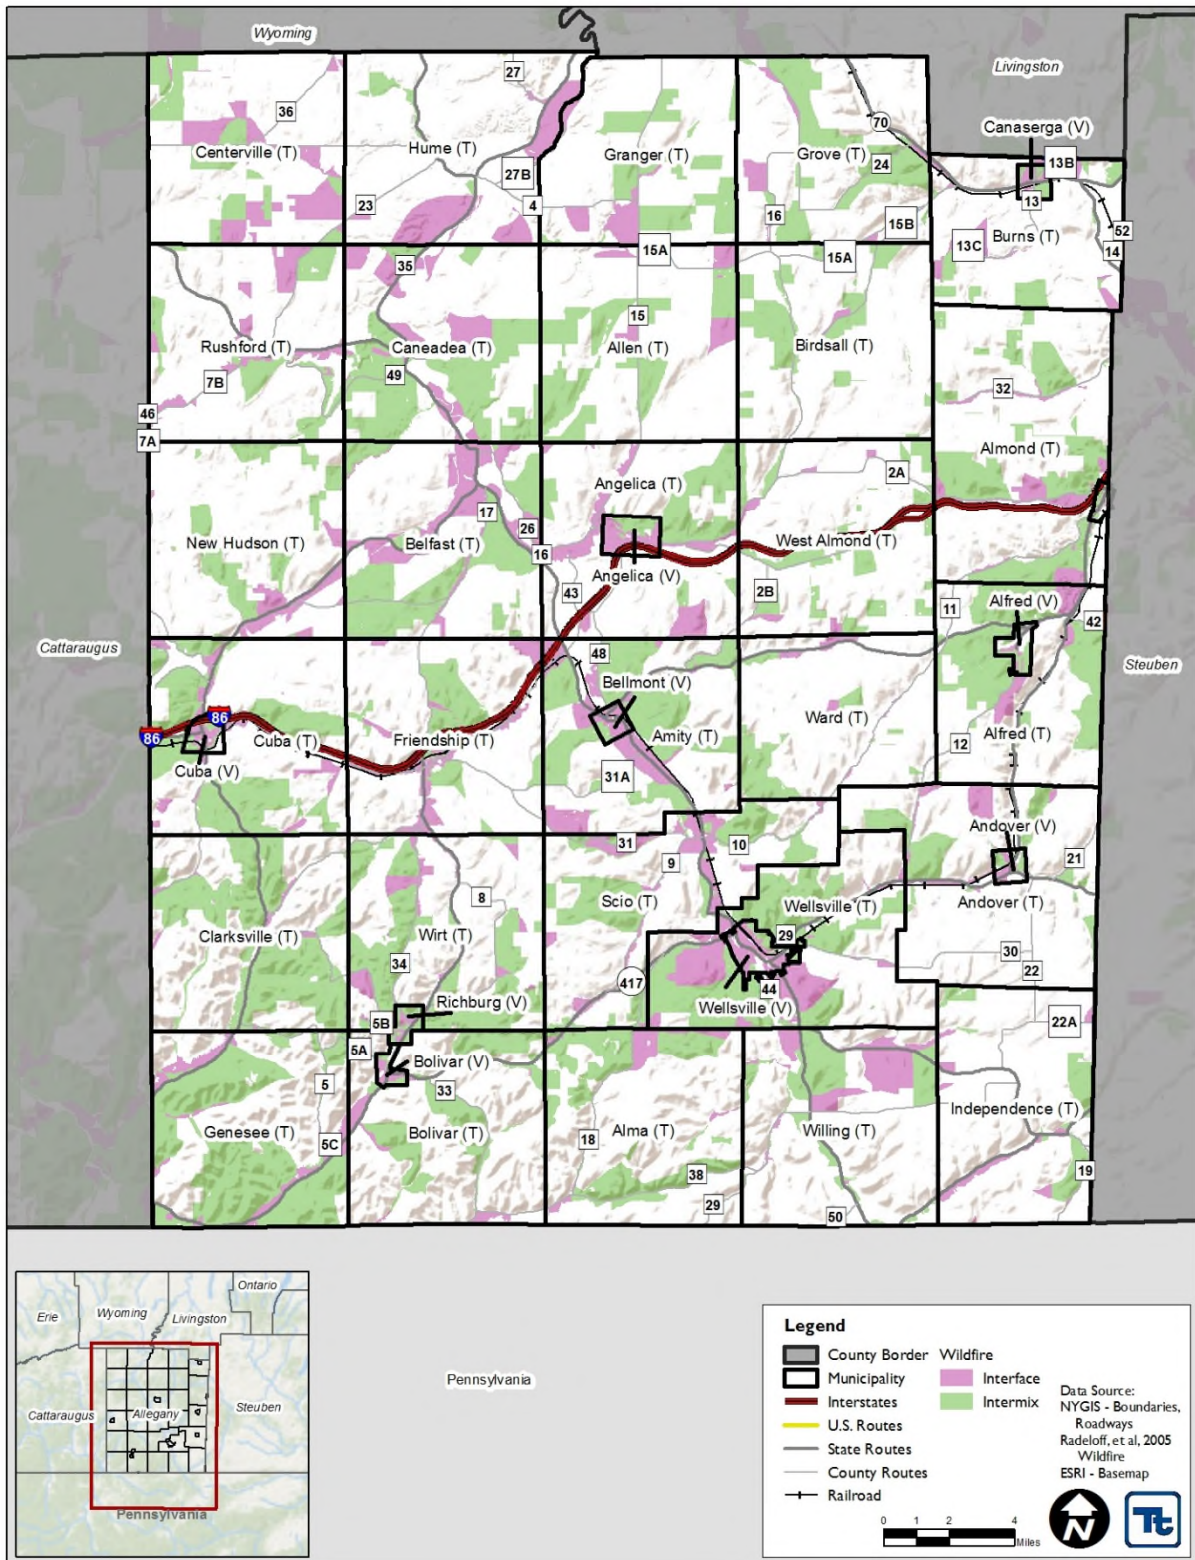 Wyoming
Livingston
27
36
70
Canaserga (V)
Centerville (T)
Hume (T)
Granger (T)
Grove (T)
24
13B
27B
23
4
16
15B
13
13C
Burns (T)
52
14
35
15A
15A
15
Rushford (T)
Caneadea (T)
Allen (T)
Birdsall (T)
7B
49
32
46
7A
Almond (T)
Angelica (T)
2A
17
26
New Hudson (T)
Belfast (T)
16
West Almond (T)
Angelica (V)
43
2B
11
Alfred (V)
42
Cattaraugus
Steuben
48
Bellmont (V)
86
86
Cuba (T)
Friendship (T)
Amity (T)
Ward (T)
12
Alfred (T)
Cuba (V)
31A
31
9
10
Andover (V)
21
8
Scio (T)
Wellsville (T)
Andover (T)
Clarksville (T)
Wirt (T)
29
30
34
417
22
44
Richburg (V)
Wellsville (V)
5B
22A
5A
Bolivar (V)
5
33
Genesee (T)
Bolivar (T)
18
Alma (T)
Willing (T)
Independence (T)
5C
38
19
29
50
Ontario
Erie
Wyoming
Livingston
Cattaraugus
Allegany
Steuben
Pennsylvania
Pennsylvania
Legend
County Border
Municipality
Interstates
U.S. Routes
State Routes
County Routes
Railroad
Wildfire
Interface
Intermix
Data Source:
NYGIS - Boundaries,
Roadways
Radeloff, et al, 2005
Wildfire
ESRI - Basemap
0 1 2 4
Miles
N
Tt